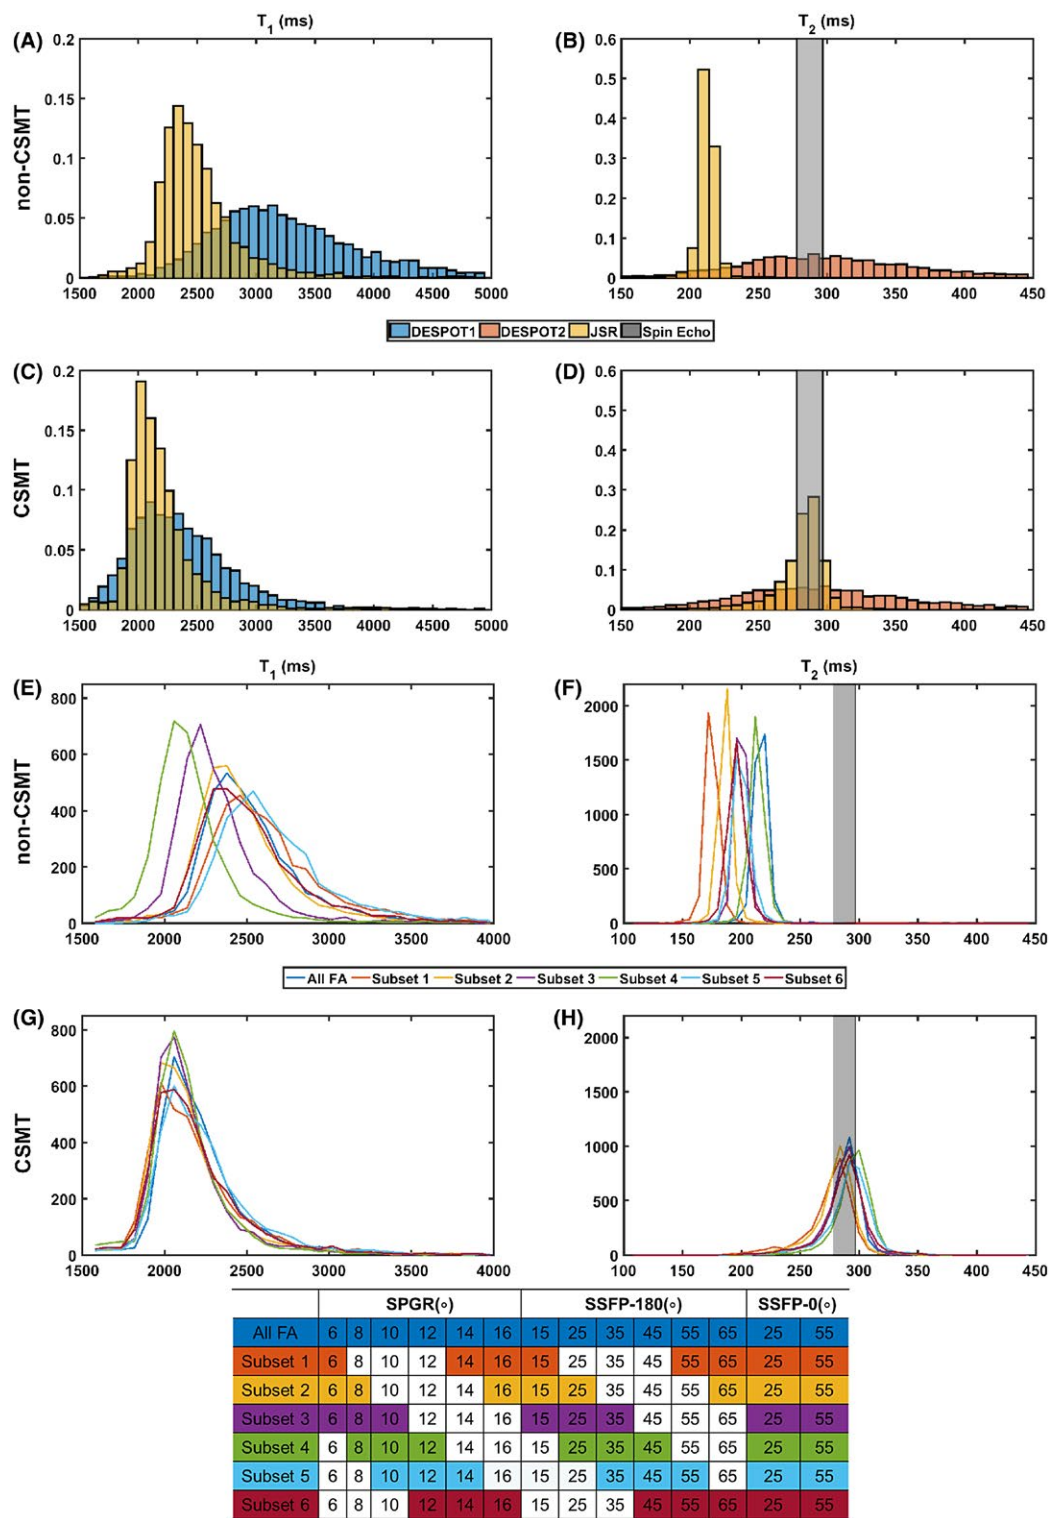 T1 (ms)
T2 (ms)
(A)
(B)
non-CSMT
0.2
0.15
0.1
0.05
0
1500 2000 2500 3000 3500 4000 4500 5000
0.6
0.5
0.4
0.3
0.2
0.1
0
150 200 250 300 350 400 450
DESPOT1 DESPOT2 JSR Spin Echo
(C)
(D)
CSMT
0.2
0.15
0.1
0.05
0
1500 2000 2500 3000 3500 4000 4500 5000
0.6
0.5
0.4
0.3
0.2
0.1
0
150 200 250 300 350 400 450
T1 (ms)
T2 (ms)
(E)
(F)
non-CSMT
800
600
400
200
0
1500 2000 2500 3000 3500 4000
2000
1500
1000
500
0
100 150 200 250 300 350 400 450
All FA Subset 1 Subset 2 Subset 3 Subset 4 Subset 5 Subset 6
(G)
(H)
CSMT
800
600
400
200
0
1500 2000 2500 3000 3500 4000
2000
1500
1000
500
0
100 150 200 250 300 350 400 450
SPGR(∘) SSFP-180(∘) SSFP-0(∘)
All FA 6 8 10 12 14 16 15 25 35 45 55 65 25 55
Subset 1 6 8 10 12 14 16 15 25 35 45 55 65 25 55
Subset 2 6 8 10 12 14 16 15 25 35 45 55 65 25 55
Subset 3 6 8 10 12 14 16 15 25 35 45 55 65 25 55
Subset 4 6 8 10 12 14 16 15 25 35 45 55 65 25 55
Subset 5 6 8 10 12 14 16 15 25 35 45 55 65 25 55
Subset 6 6 8 10 12 14 16 15 25 35 45 55 65 25 55